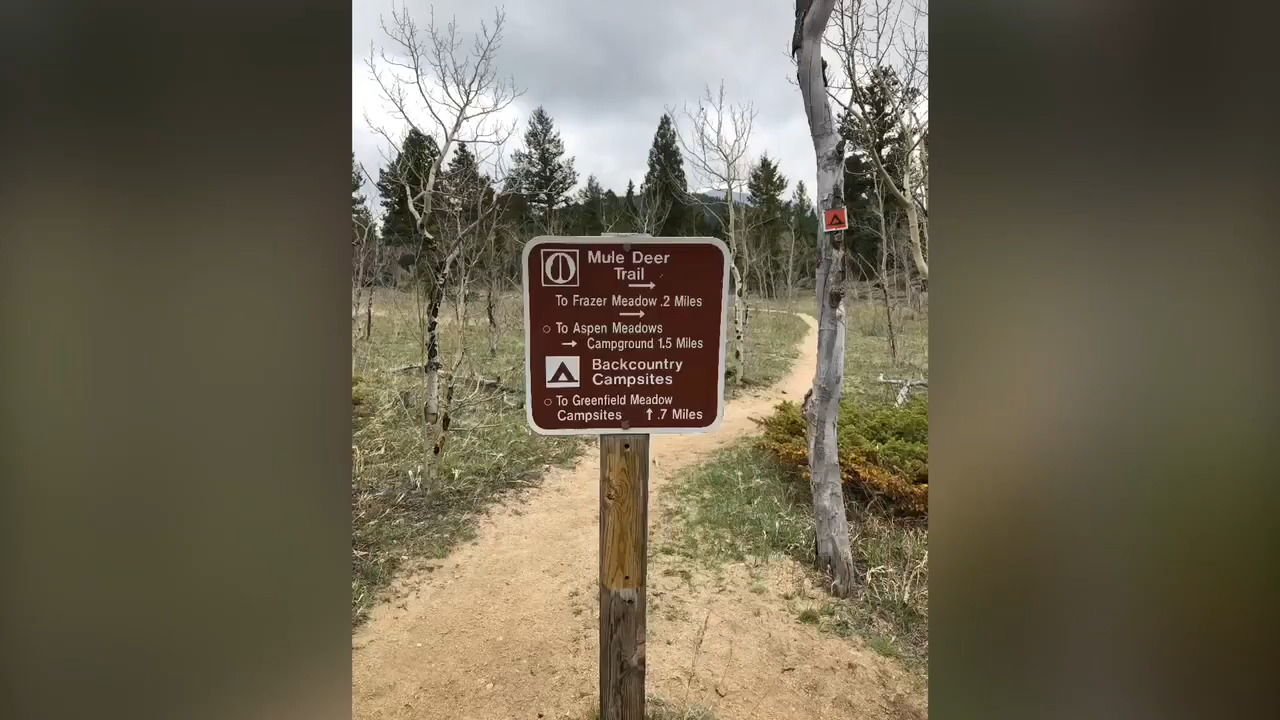 Mule Deer
Trail
→
To Frazer Meadow .2 Miles
→
○ To Aspen Meadows
→ Campground 1.5 Miles
Backcountry
Campsites
○ To Greenfield Meadow
Campsites ↑ .7 Miles